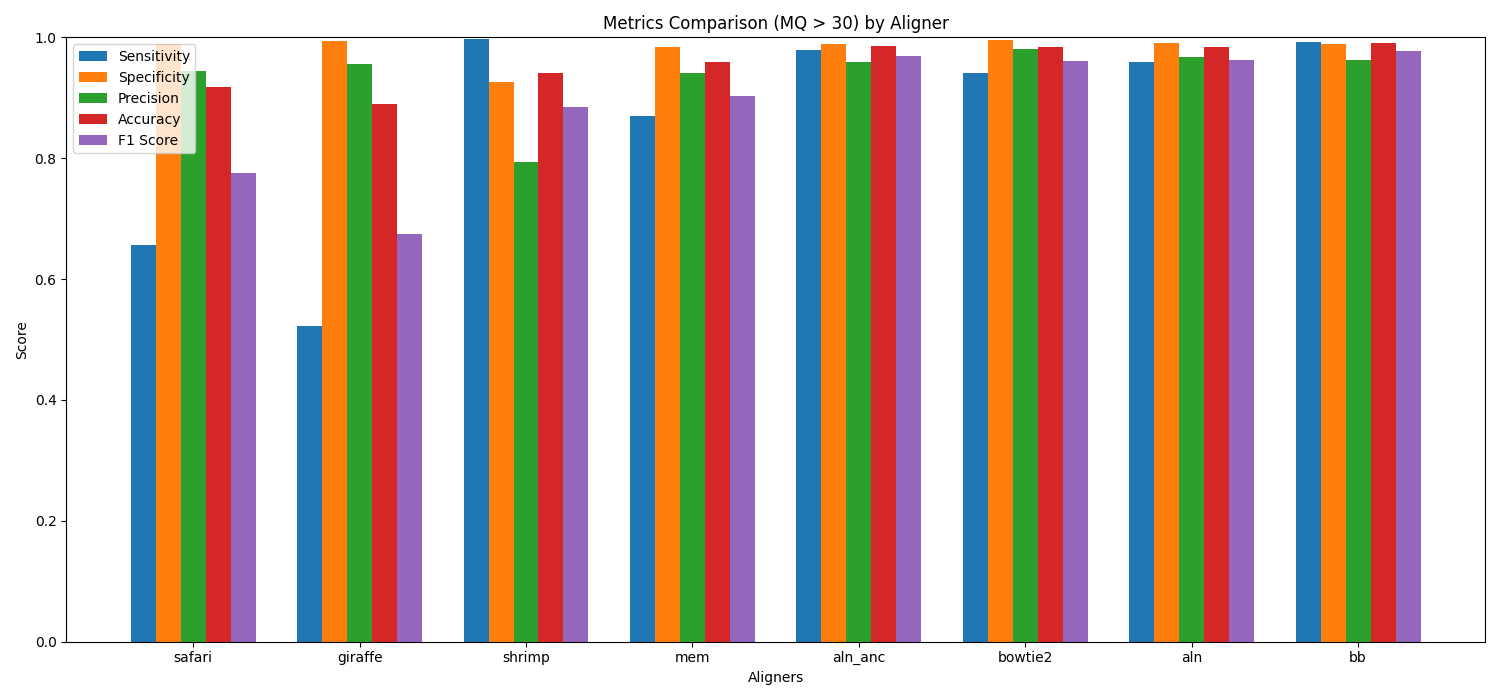 Metrics Comparison (MQ > 30) by Aligner
Sensitivity
Specificity
Precision
Accuracy
F1 Score
Score
1.0
0.8
0.6
0.4
0.2
0.0
safari giraffe shrimp mem aln_anc bowtie2 aln bb
Aligners